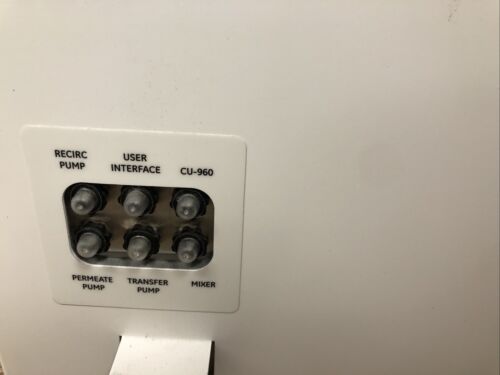 RECIRC
PUMP
USER
INTERFACE
CU-960
PERMEATE
PUMP
TRANSFER
PUMP
MIXER